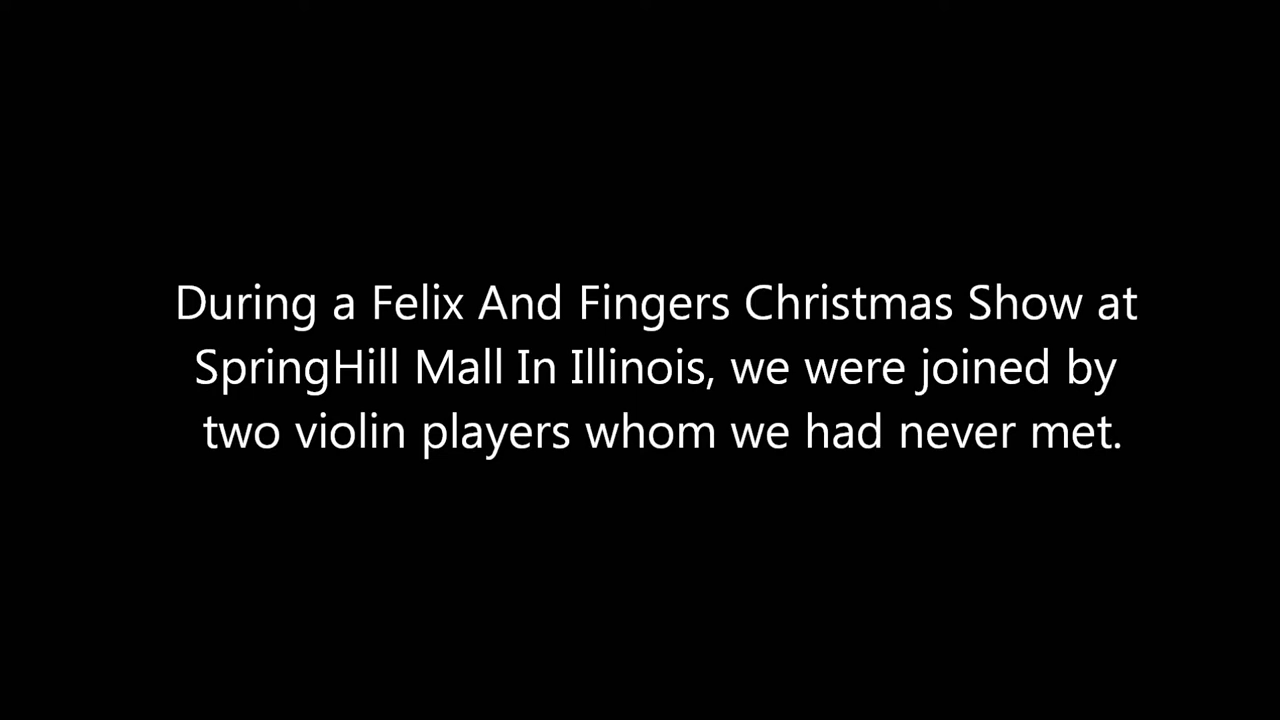 During a Felix And Fingers Christmas Show at
SpringHill Mall In Illinois, we were joined by
two violin players whom we had never met.